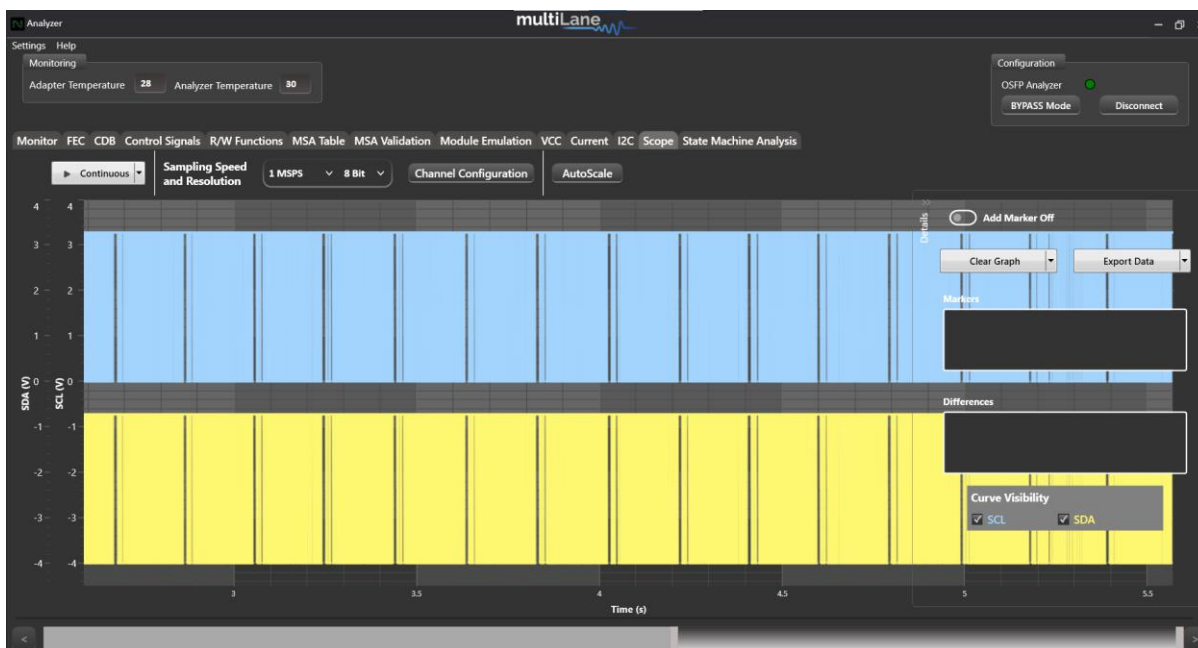 Analyzer
multiLane
Settings Help
Monitoring
Adapter Temperature 28 Analyzer Temperature 30
Configuration
OSFP Analyzer
BYPASS Mode Disconnect
Monitor FEC CDB Control Signals R/W Functions MSA Table MSA Validation Module Emulation VCC Current I2C Scope State Machine Analysis
Continuous
Sampling Speed
and Resolution
1 MSPS 8 Bit
Channel Configuration
AutoScale
Details
Add Marker Off
Clear Graph Export Data
Markers
Differences
Curve Visibility
SCL SDA
SDA (V)
4
3
2
1
0
-1
-2
-3
-4
SCL (V)
4
3
2
1
0
-1
-2
-3
-4
3 3.5 4 4.5 5 5.5
Time (s)